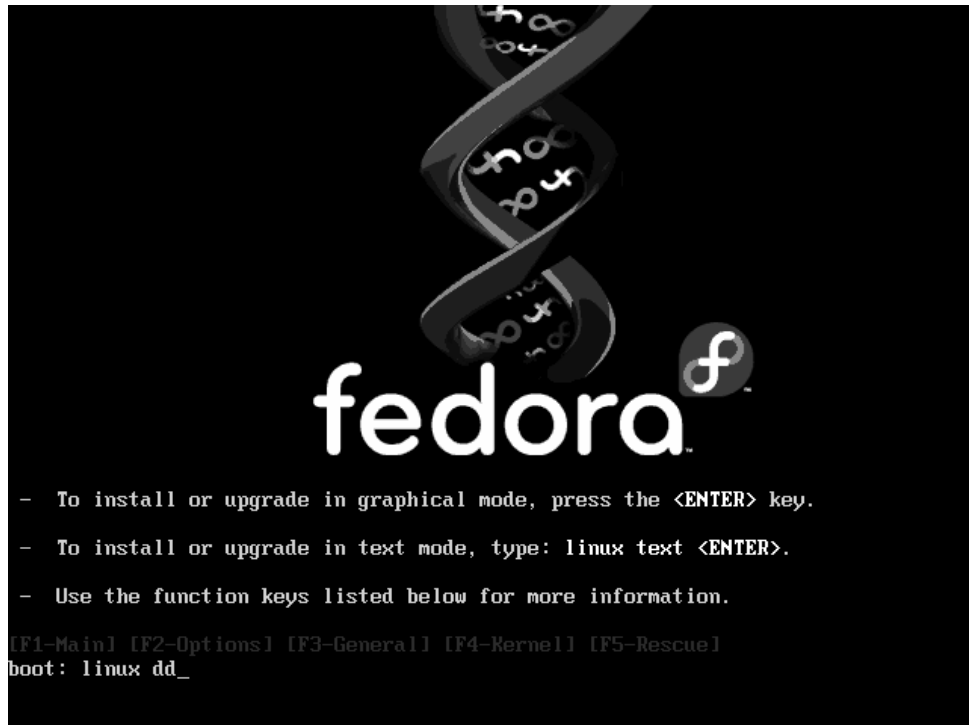 fedora™
- To install or upgrade in graphical mode, press the <ENTER> key.
- To install or upgrade in text mode, type: linux text <ENTER>.
- Use the function keys listed below for more information.
[F1-Main] [F2-Options] [F3-General] [F4-Kernel] [F5-Rescue]
boot: linux dd_